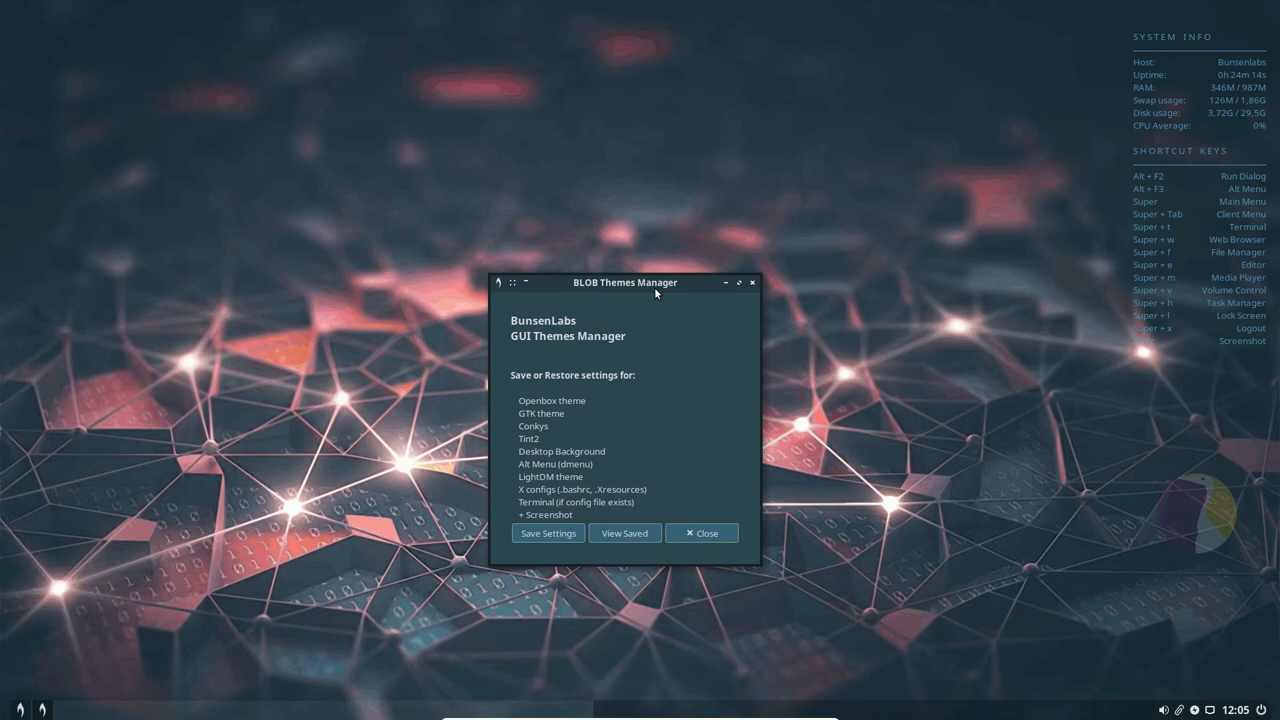 SYSTEM INFO
Host: Bunsenlabs
Uptime: 0h 24m 14s
RAM: 346M / 987M
Swap usage: 126M / 1,86G
Disk usage: 3,72G / 29,5G
CPU Average: 0%
SHORTCUT KEYS
Alt + F2 Run Dialog
Alt + F3 Alt Menu
Super Main Menu
Super + Tab Client Menu
Super + t Terminal
Super + w Web Browser
Super + f File Manager
Super + e Editor
Super + m Media Player
Super + v Volume Control
Super + h Task Manager
Super + l Lock Screen
Super + x Logout
Screenshot
BLOB Themes Manager
BunsenLabs
GUI Themes Manager
Save or Restore settings for:
Openbox theme
GTK theme
Conkys
Tint2
Desktop Background
Alt Menu (dmenu)
LightDM theme
X configs (.bashrc, .Xresources)
Terminal (if config file exists)
+ Screenshot
Save Settings View Saved Close
12:05